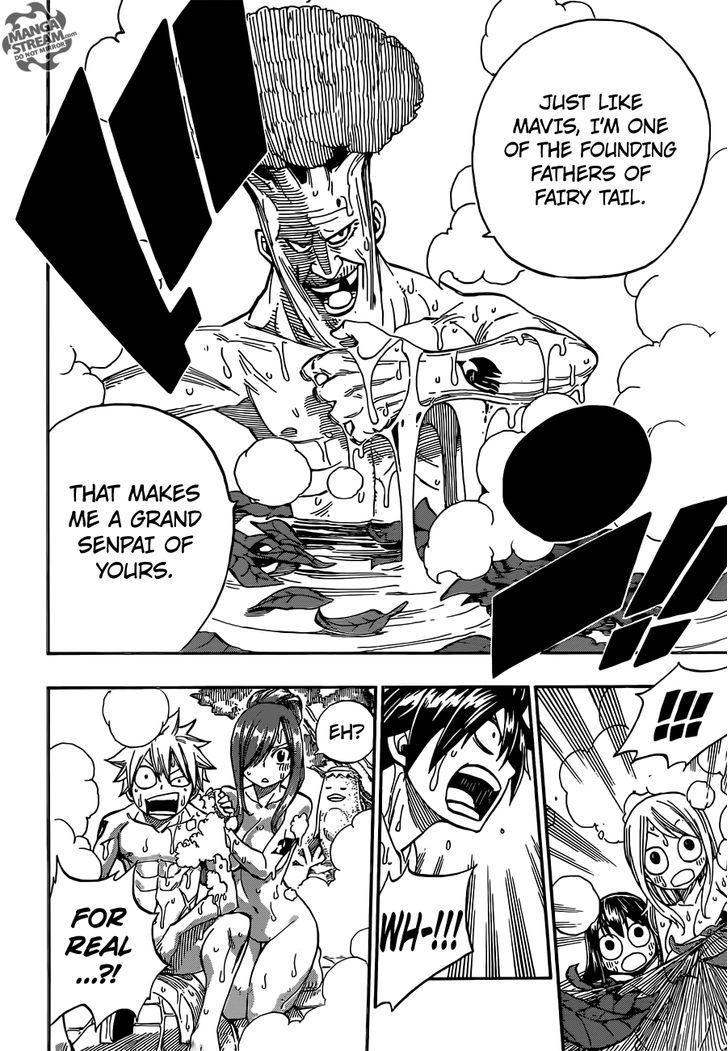 MANGA
STREAM
DO NOT MIRROR.COM
JUST LIKE
MAVIS, I'M ONE
OF THE FOUNDING
FATHERS OF
FAIRY TAIL.
THAT MAKES
ME A GRAND
SENPAI OF
YOURS.
!!!
!!!
!!!
WH-!!!
EH?
FOR
REAL
...?!